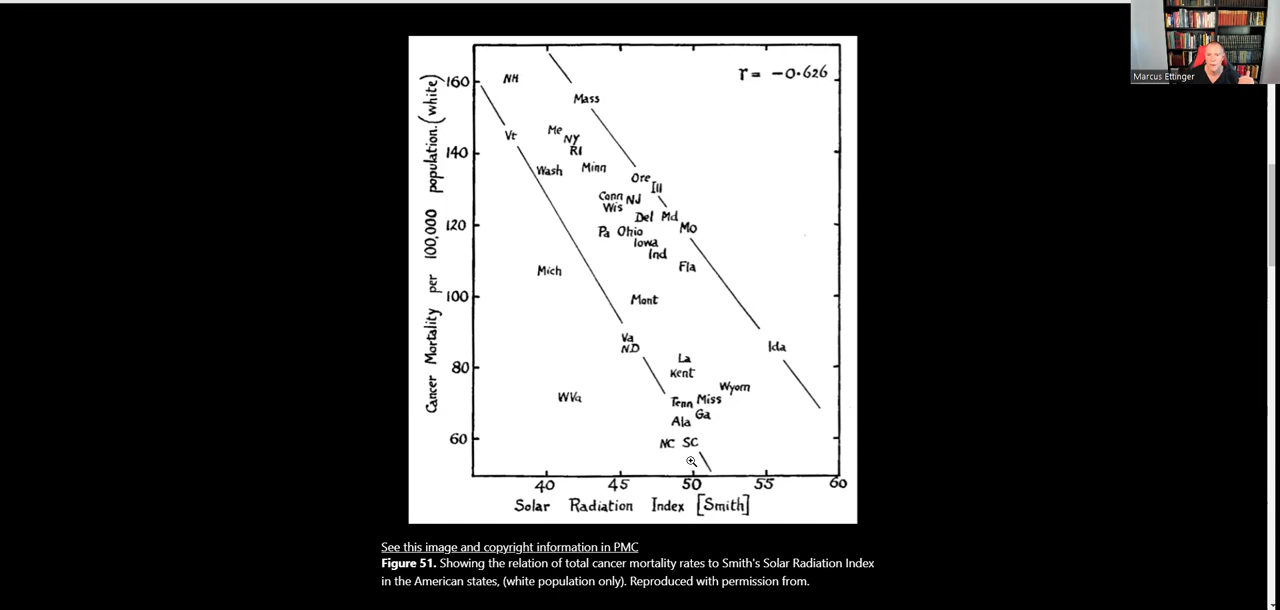 Marcus Ettinger
r = -0.626
Cancer Mortality per 100,000 population. (white)
160
140
120
100
80
60
NH
Mass
Vt
Me
NY
RI
Wash
Minn
Ore
Ill
Conn
NJ
Wis
Del
Md
Pa
Ohio
Mo
Iowa
Ind
Fla
Mich
Mont
Va
ND
La
Ida
Kent
Wyom
WVa
Tenn
Miss
Ga
Ala
NC
SC
40
45
50
55
60
Solar Radiation Index [Smith]
See this image and copyright information in PMC
Figure 51. Showing the relation of total cancer mortality rates to Smith's Solar Radiation Index
in the American states, (white population only). Reproduced with permission from.